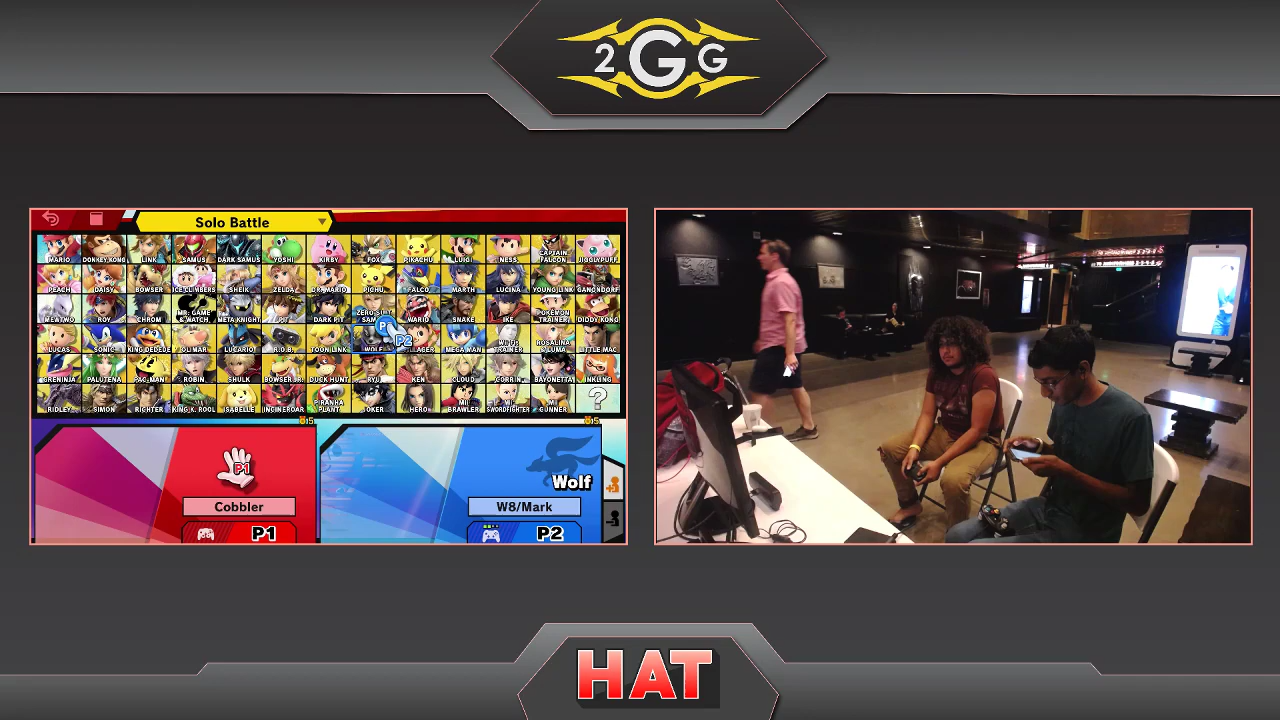 2GG
Solo Battle
MARIO DONKEY KONG LINK SAMUS DARK SAMUS YOSHI KIRBY FOX PIKACHU LUIGI NESS CAPTAIN FALCON JIGGLYPUFF
PEACH DAISY BOWSER ICE CLIMBERS SHEIK ZELDA DR. MARIO PICHU FALCO MARTH LUCINA YOUNG LINK GANONDORF
MEWTWO ROY CHROM MR. GAME & WATCH META KNIGHT PIT DARK PIT ZERO SUIT WARIO SNAKE IKE POKÉMON TRAINER DIDDY KONG
LUCAS SONIC KING DEDEDE OLIMAR LUCARIO R.O.B. TOON LINK WOLF MEGA MAN ROSALINA & LUMA LITTLE MAC
GRENINJA PALUTENA PAC-MAN ROBIN SHULK BOWSER JR. DUCK HUNT RYU KEN CLOUD CORRIN BAYONETTA INKLING
RIDLEY SIMON RICHTER KING K. ROOL ISABELLE INCINEROAR PIRANHA PLANT JOKER HERO MII BRAWLER MII SWORDFIGHTER MII GUNNER ?
P2
P1
Wolf
Cobbler
W8/Mark
P1
P2
HAT